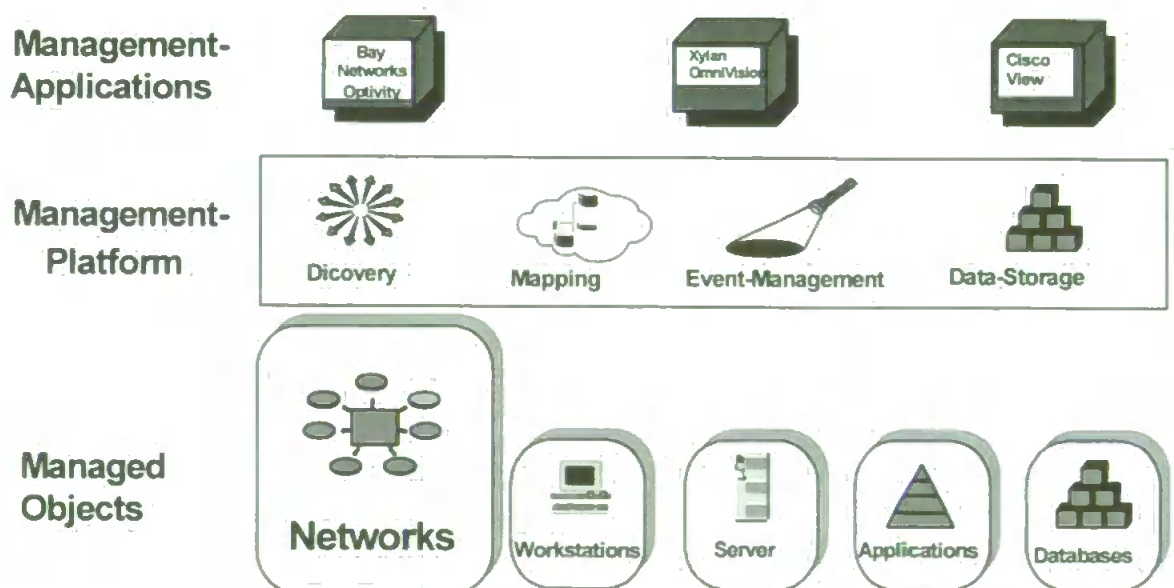 Management-
Applications
Bay
Networks
Optivity
Xylan
OmniVision
Cisco
View
Management-
Platform
Dicovery
Mapping
Event-Management
Data-Storage
Managed
Objects
Networks
Workstations
Server
Applications
Databases